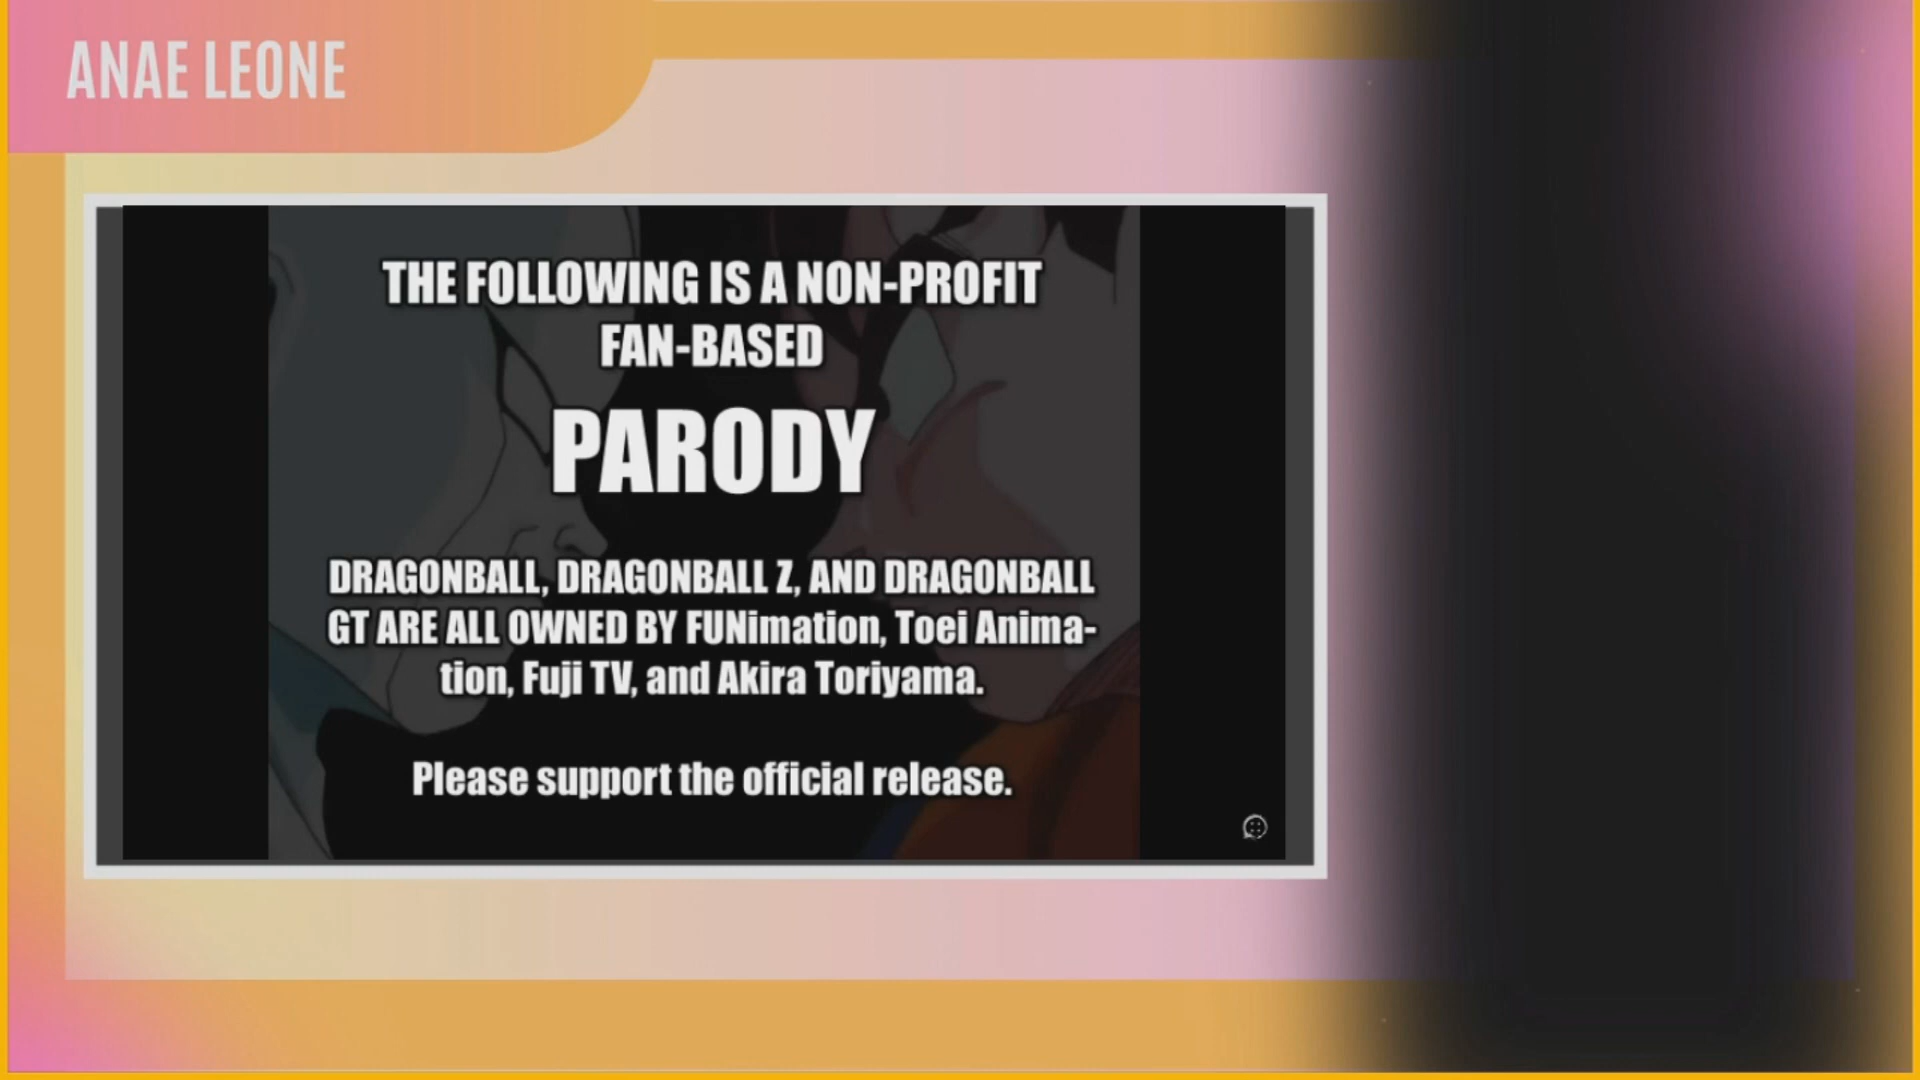 ANAE LEONE
THE FOLLOWING IS A NON-PROFIT
FAN-BASED
PARODY
DRAGONBALL, DRAGONBALL Z, AND DRAGONBALL
GT ARE ALL OWNED BY FUNimation, Toei Anima-
tion, Fuji TV, and Akira Toriyama.
Please support the official release.